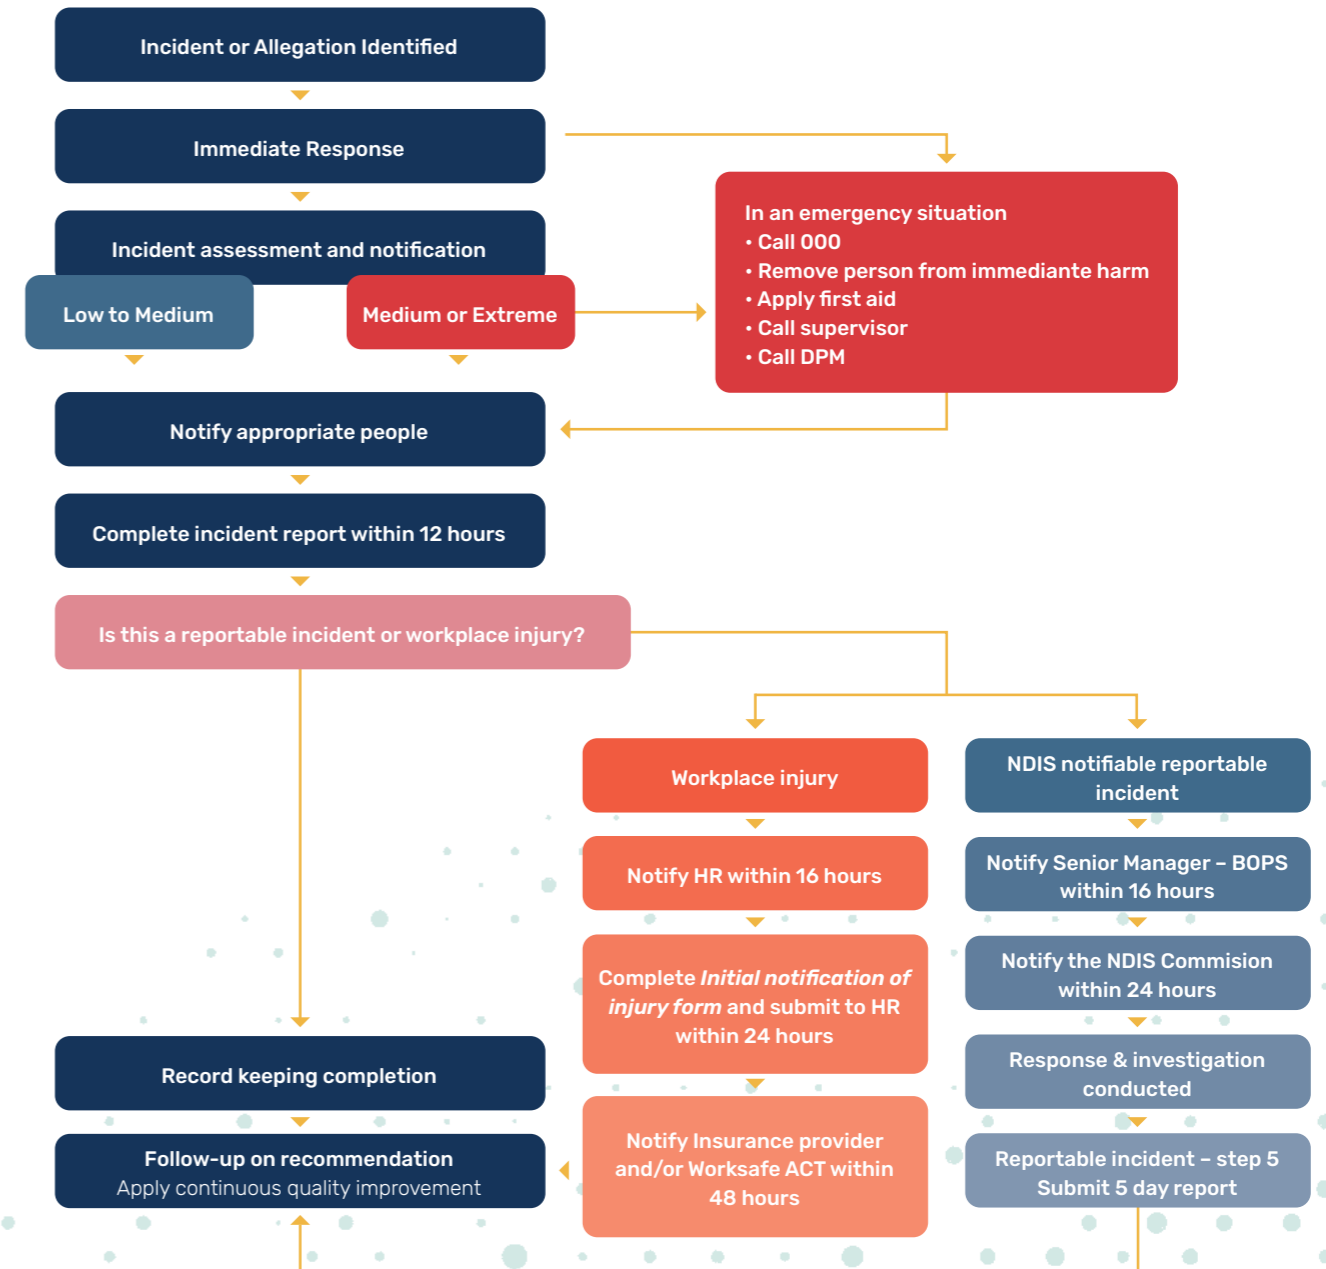 Incident or Allegation Identified
Immediate Response
In an emergency situation
• Call 000
• Remove person from immediante harm
• Apply first aid
• Call supervisor
• Call DPM
Incident assessment and notification
Low to Medium
Medium or Extreme
Notify appropriate people
Complete incident report within 12 hours
Is this a reportable incident or workplace injury?
Workplace injury
Notify HR within 16 hours
Complete Initial notification of
injury form and submit to HR
within 24 hours
Notify Insurance provider
and/or Worksafe ACT within
48 hours
NDIS notifiable reportable
incident
Notify Senior Manager – BOPS
within 16 hours
Notify the NDIS Commision
within 24 hours
Response & investigation
conducted
Reportable incident – step 5
Submit 5 day report
Record keeping completion
Follow-up on recommendation
Apply continuous quality improvement